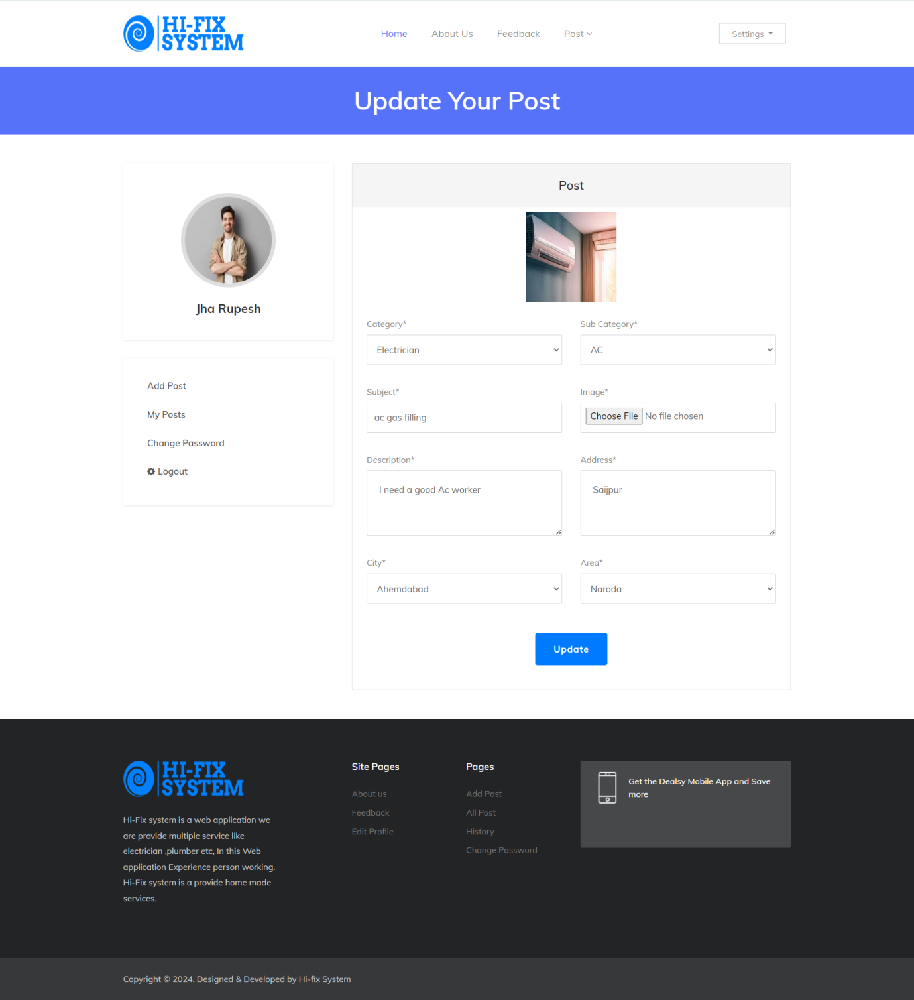 HI-FIX
SYSTEM
Home About Us Feedback Post
Settings
Update Your Post
Jha Rupesh
Add Post
My Posts
Change Password
Logout
Post
Category* Sub Category*
Electrician AC
Subject* Image*
ac gas filling Choose File No file chosen
Description* Address*
I need a good Ac worker Saijpur
City* Area*
Ahemdabad Naroda
Update
HI-FIX
SYSTEM
Hi-Fix system is a web application we
are provide multiple service like
electrician ,plumber etc, In this Web
application Experience person working.
Hi-Fix system is a provide home made
services.
Site Pages
About us
Feedback
Edit Profile
Pages
Add Post
All Post
History
Change Password
Get the Dealsy Mobile App and Save
more
Copyright © 2024. Designed & Developed by Hi-fix System